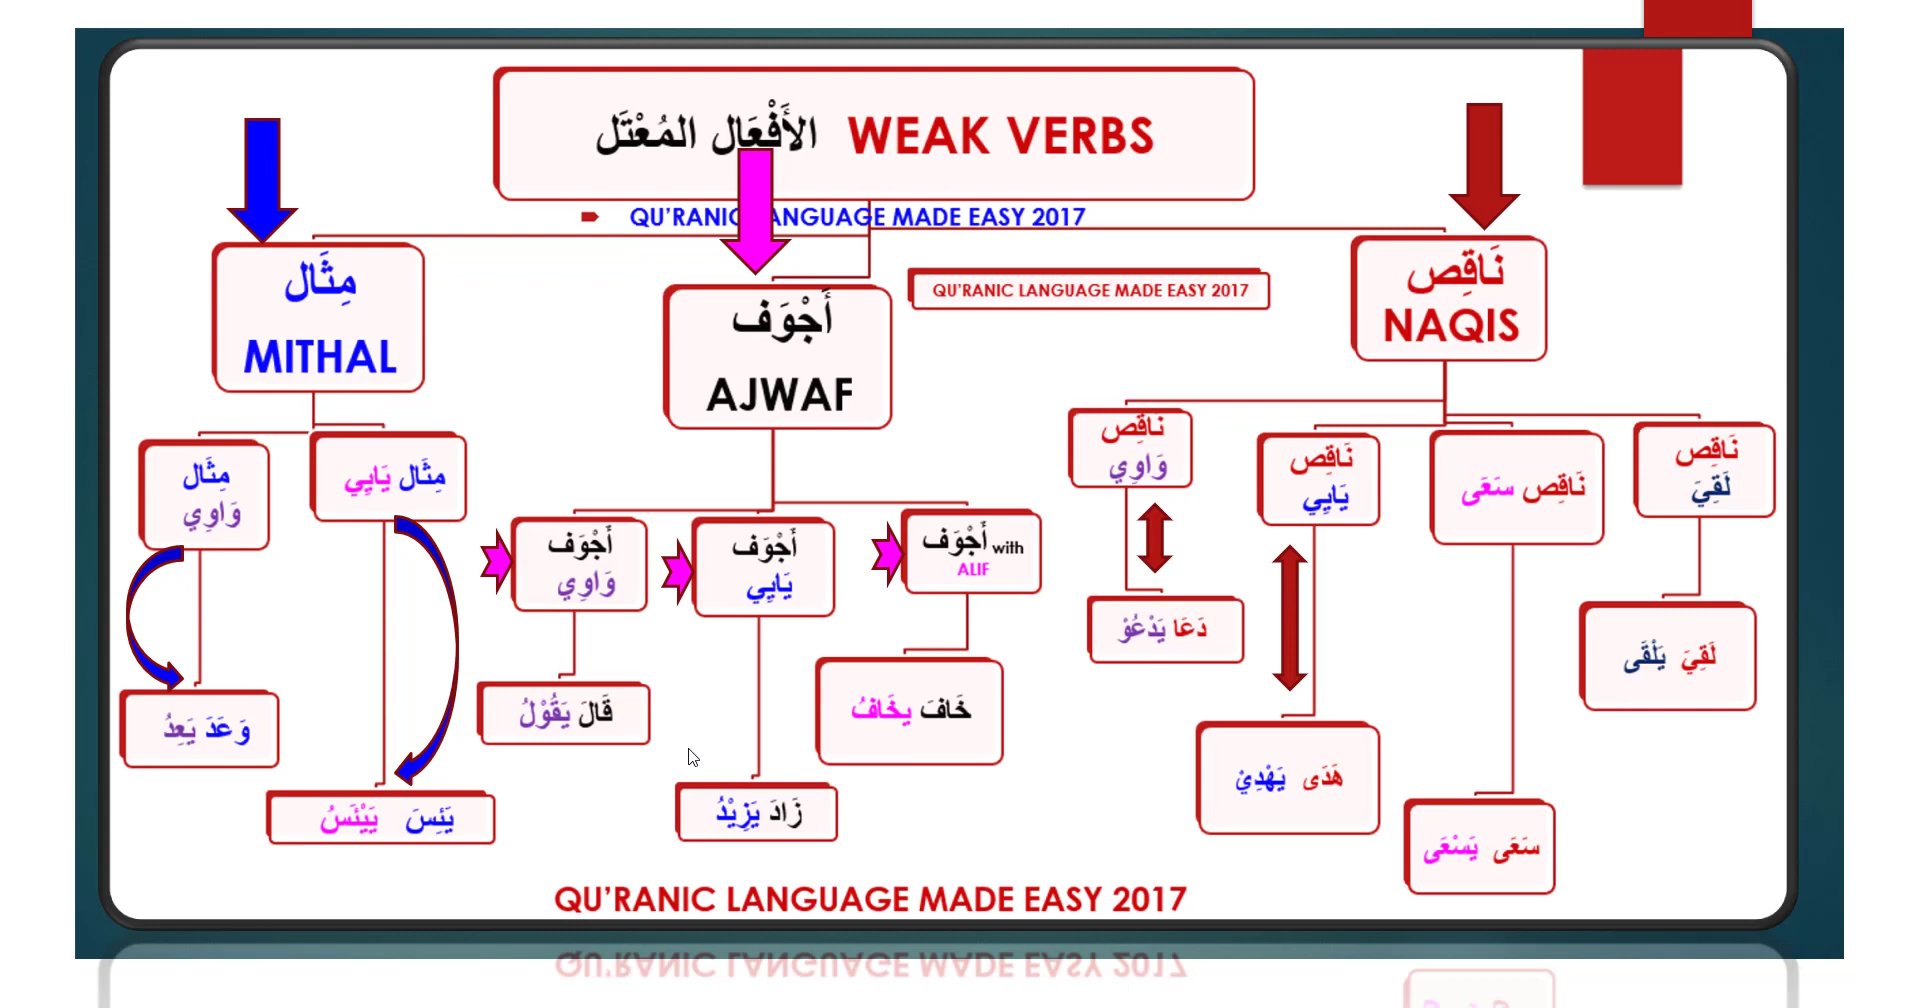 الأَفْعَال المُعْتَل WEAK VERBS
QU’RANIC LANGUAGE MADE EASY 2017
QU’RANIC LANGUAGE MADE EASY 2017
مِثَال
MITHAL
أَجْوَف
AJWAF
نَاقِص
NAQIS
مِثَال
وَاوِي
مِثَال يَايِي
أَجْوَف
وَاوِي
أَجْوَف
يَايِي
أَجْوَف with
ALIF
نَاقِص
وَاوِي
نَاقِص
يَايِي
نَاقِص سَعَى
نَاقِص
لَقِيَ
وَعَدَ يَعِدُ
يَئِسَ يَيْئَسُ
قَالَ يَقُوْلُ
زَادَ يَزِيْدُ
خَافَ يخَافُ
دَعَا يَدْعُوْ
هَدَى يَهْدِيْ
سَعَى يَسْعَى
لَقِيَ يَلْقَى
QU’RANIC LANGUAGE MADE EASY 2017